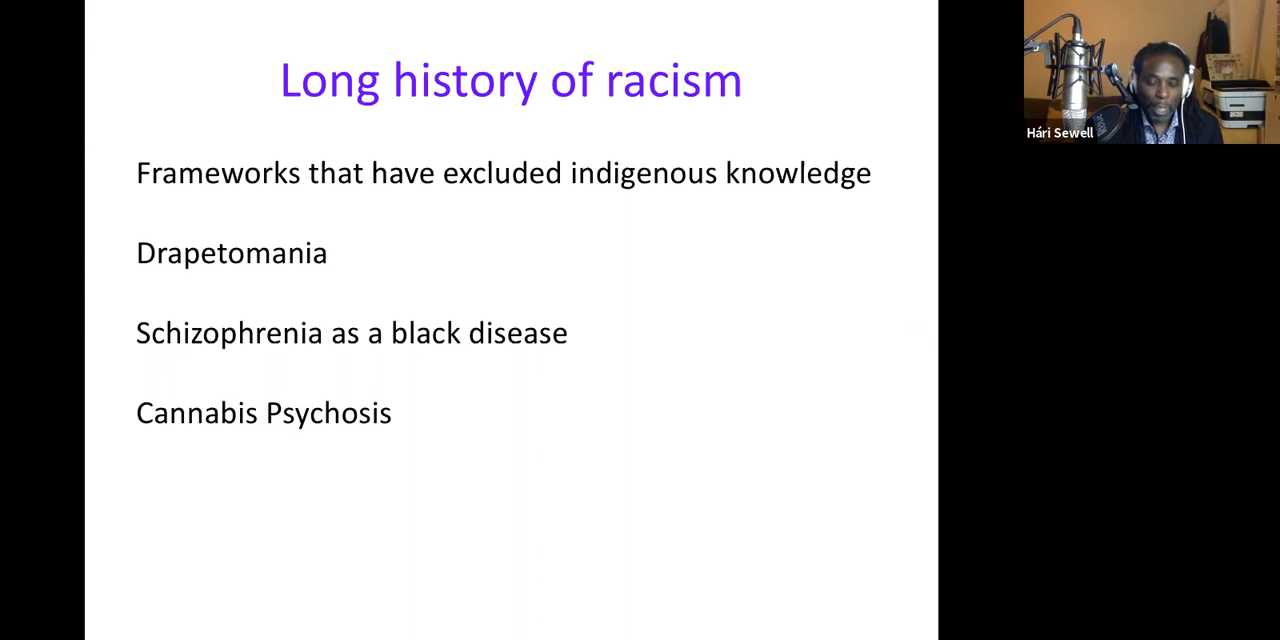 Long history of racism
Frameworks that have excluded indigenous knowledge
Drapetomania
Schizophrenia as a black disease
Cannabis Psychosis
Hári Sewell
RØDE